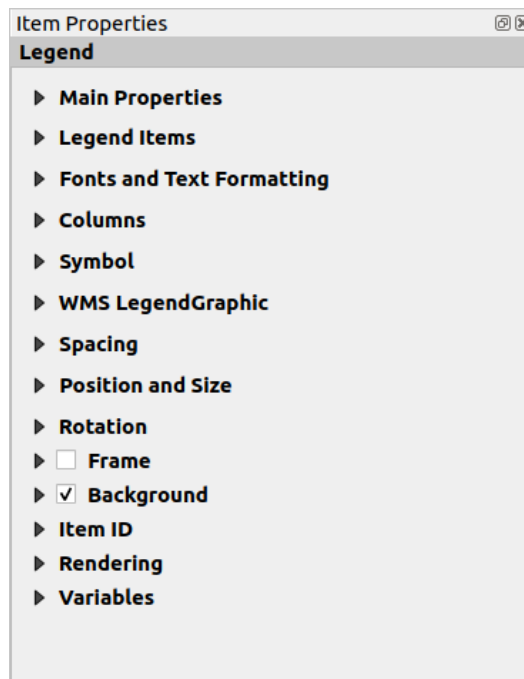 Item Properties
Legend
Main Properties
Legend Items
Fonts and Text Formatting
Columns
Symbol
WMS LegendGraphic
Spacing
Position and Size
Rotation
Frame
Background
Item ID
Rendering
Variables